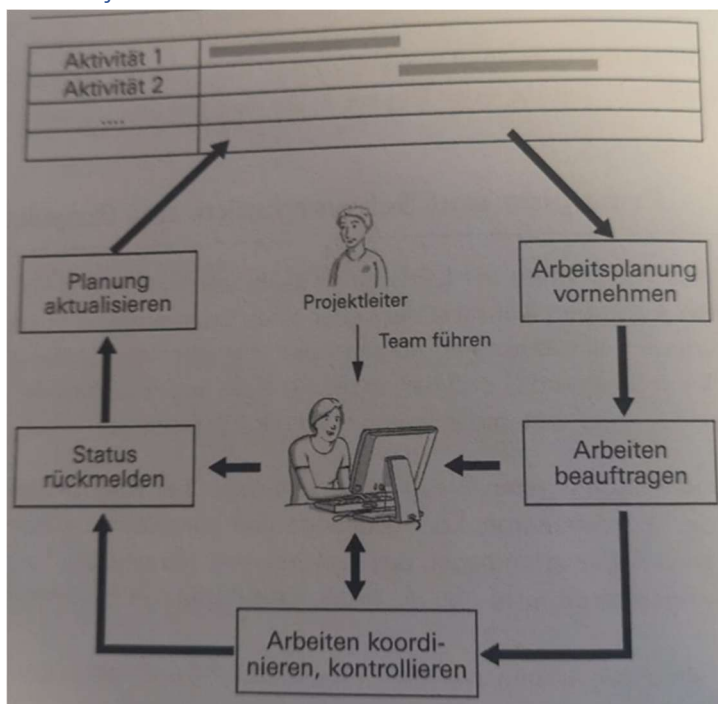 Aktivität 1
Aktivität 2
....
Planung
aktualisieren
Projektleiter
Arbeitsplanung
vornehmen
Team führen
Status
rückmelden
Arbeiten
beauftragen
Arbeiten koordi-
nieren, kontrollieren